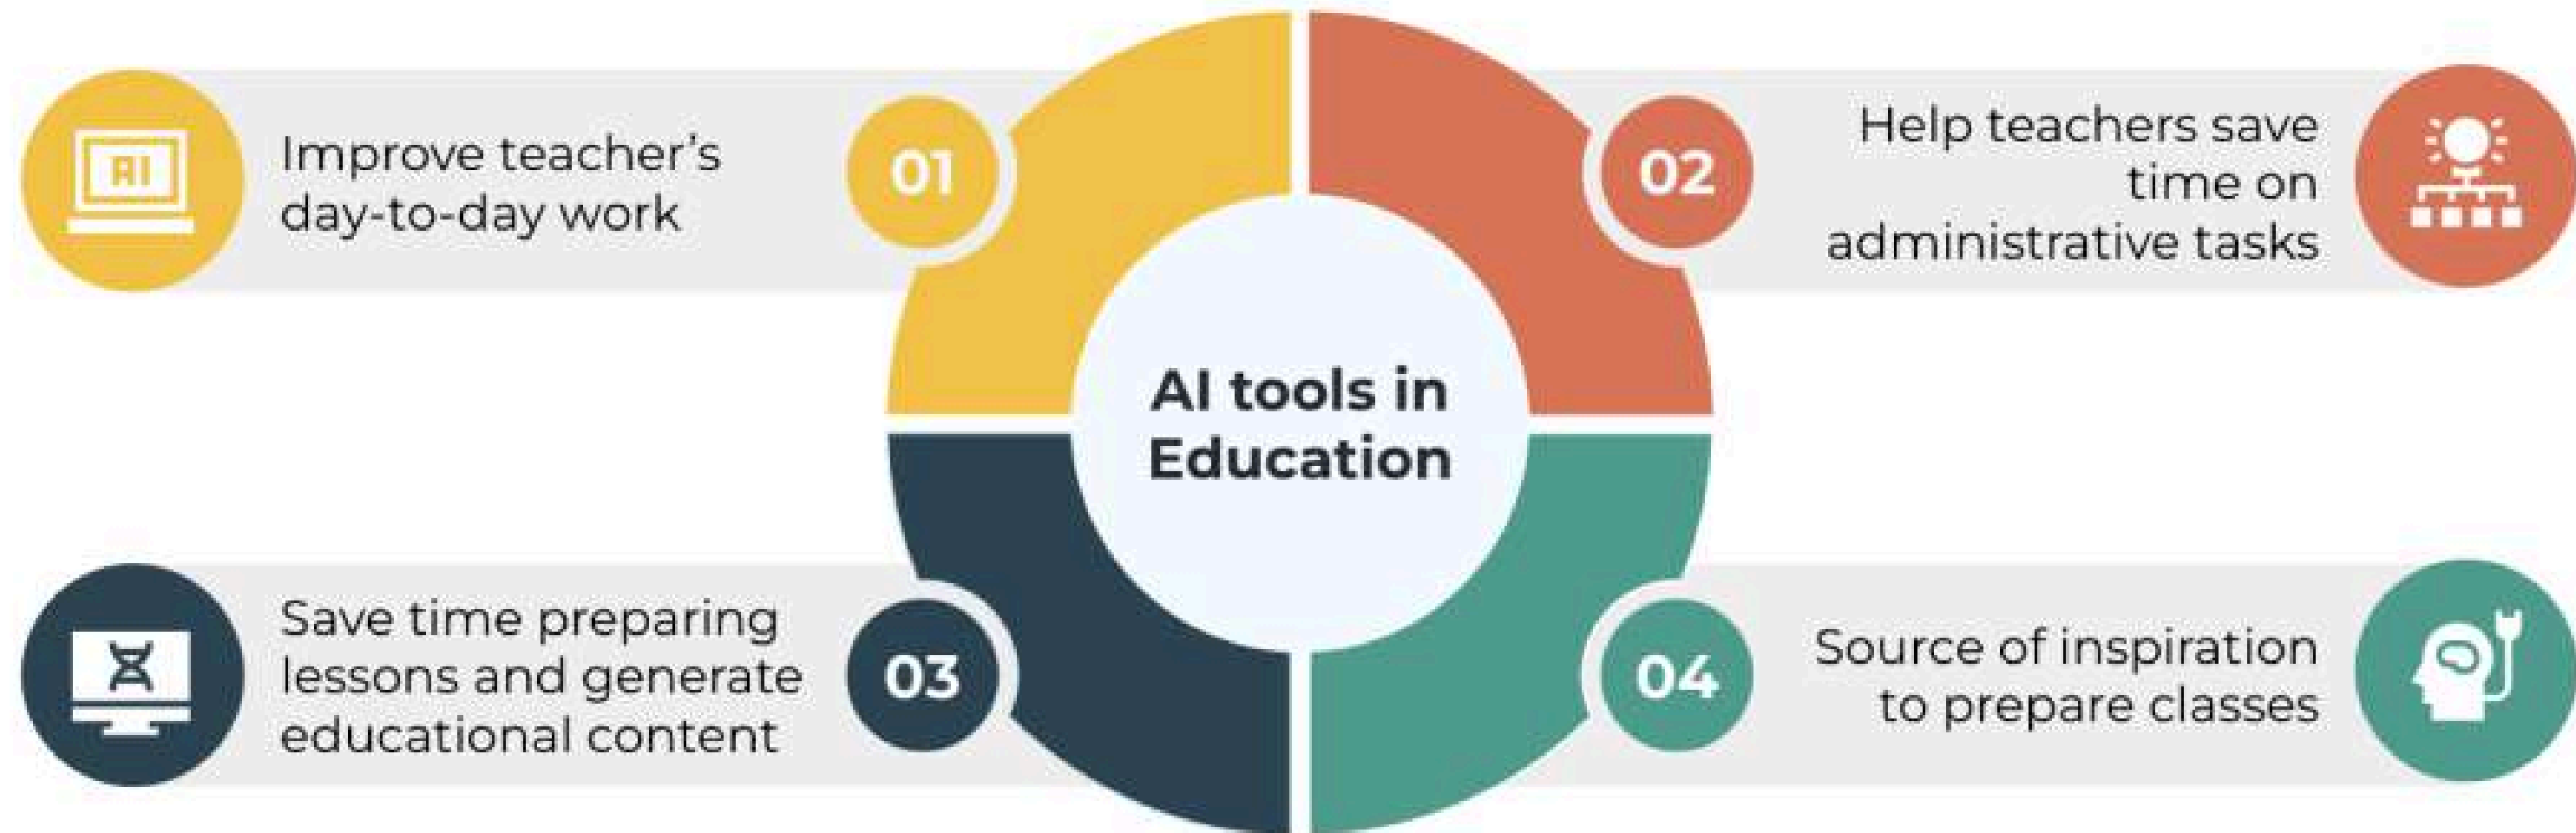 AI
Improve teacher’s
day-to-day work
01
02
Help teachers save
time on
administrative tasks
AI tools in
Education
Save time preparing
lessons and generate
educational content
03
04
Source of inspiration
to prepare classes